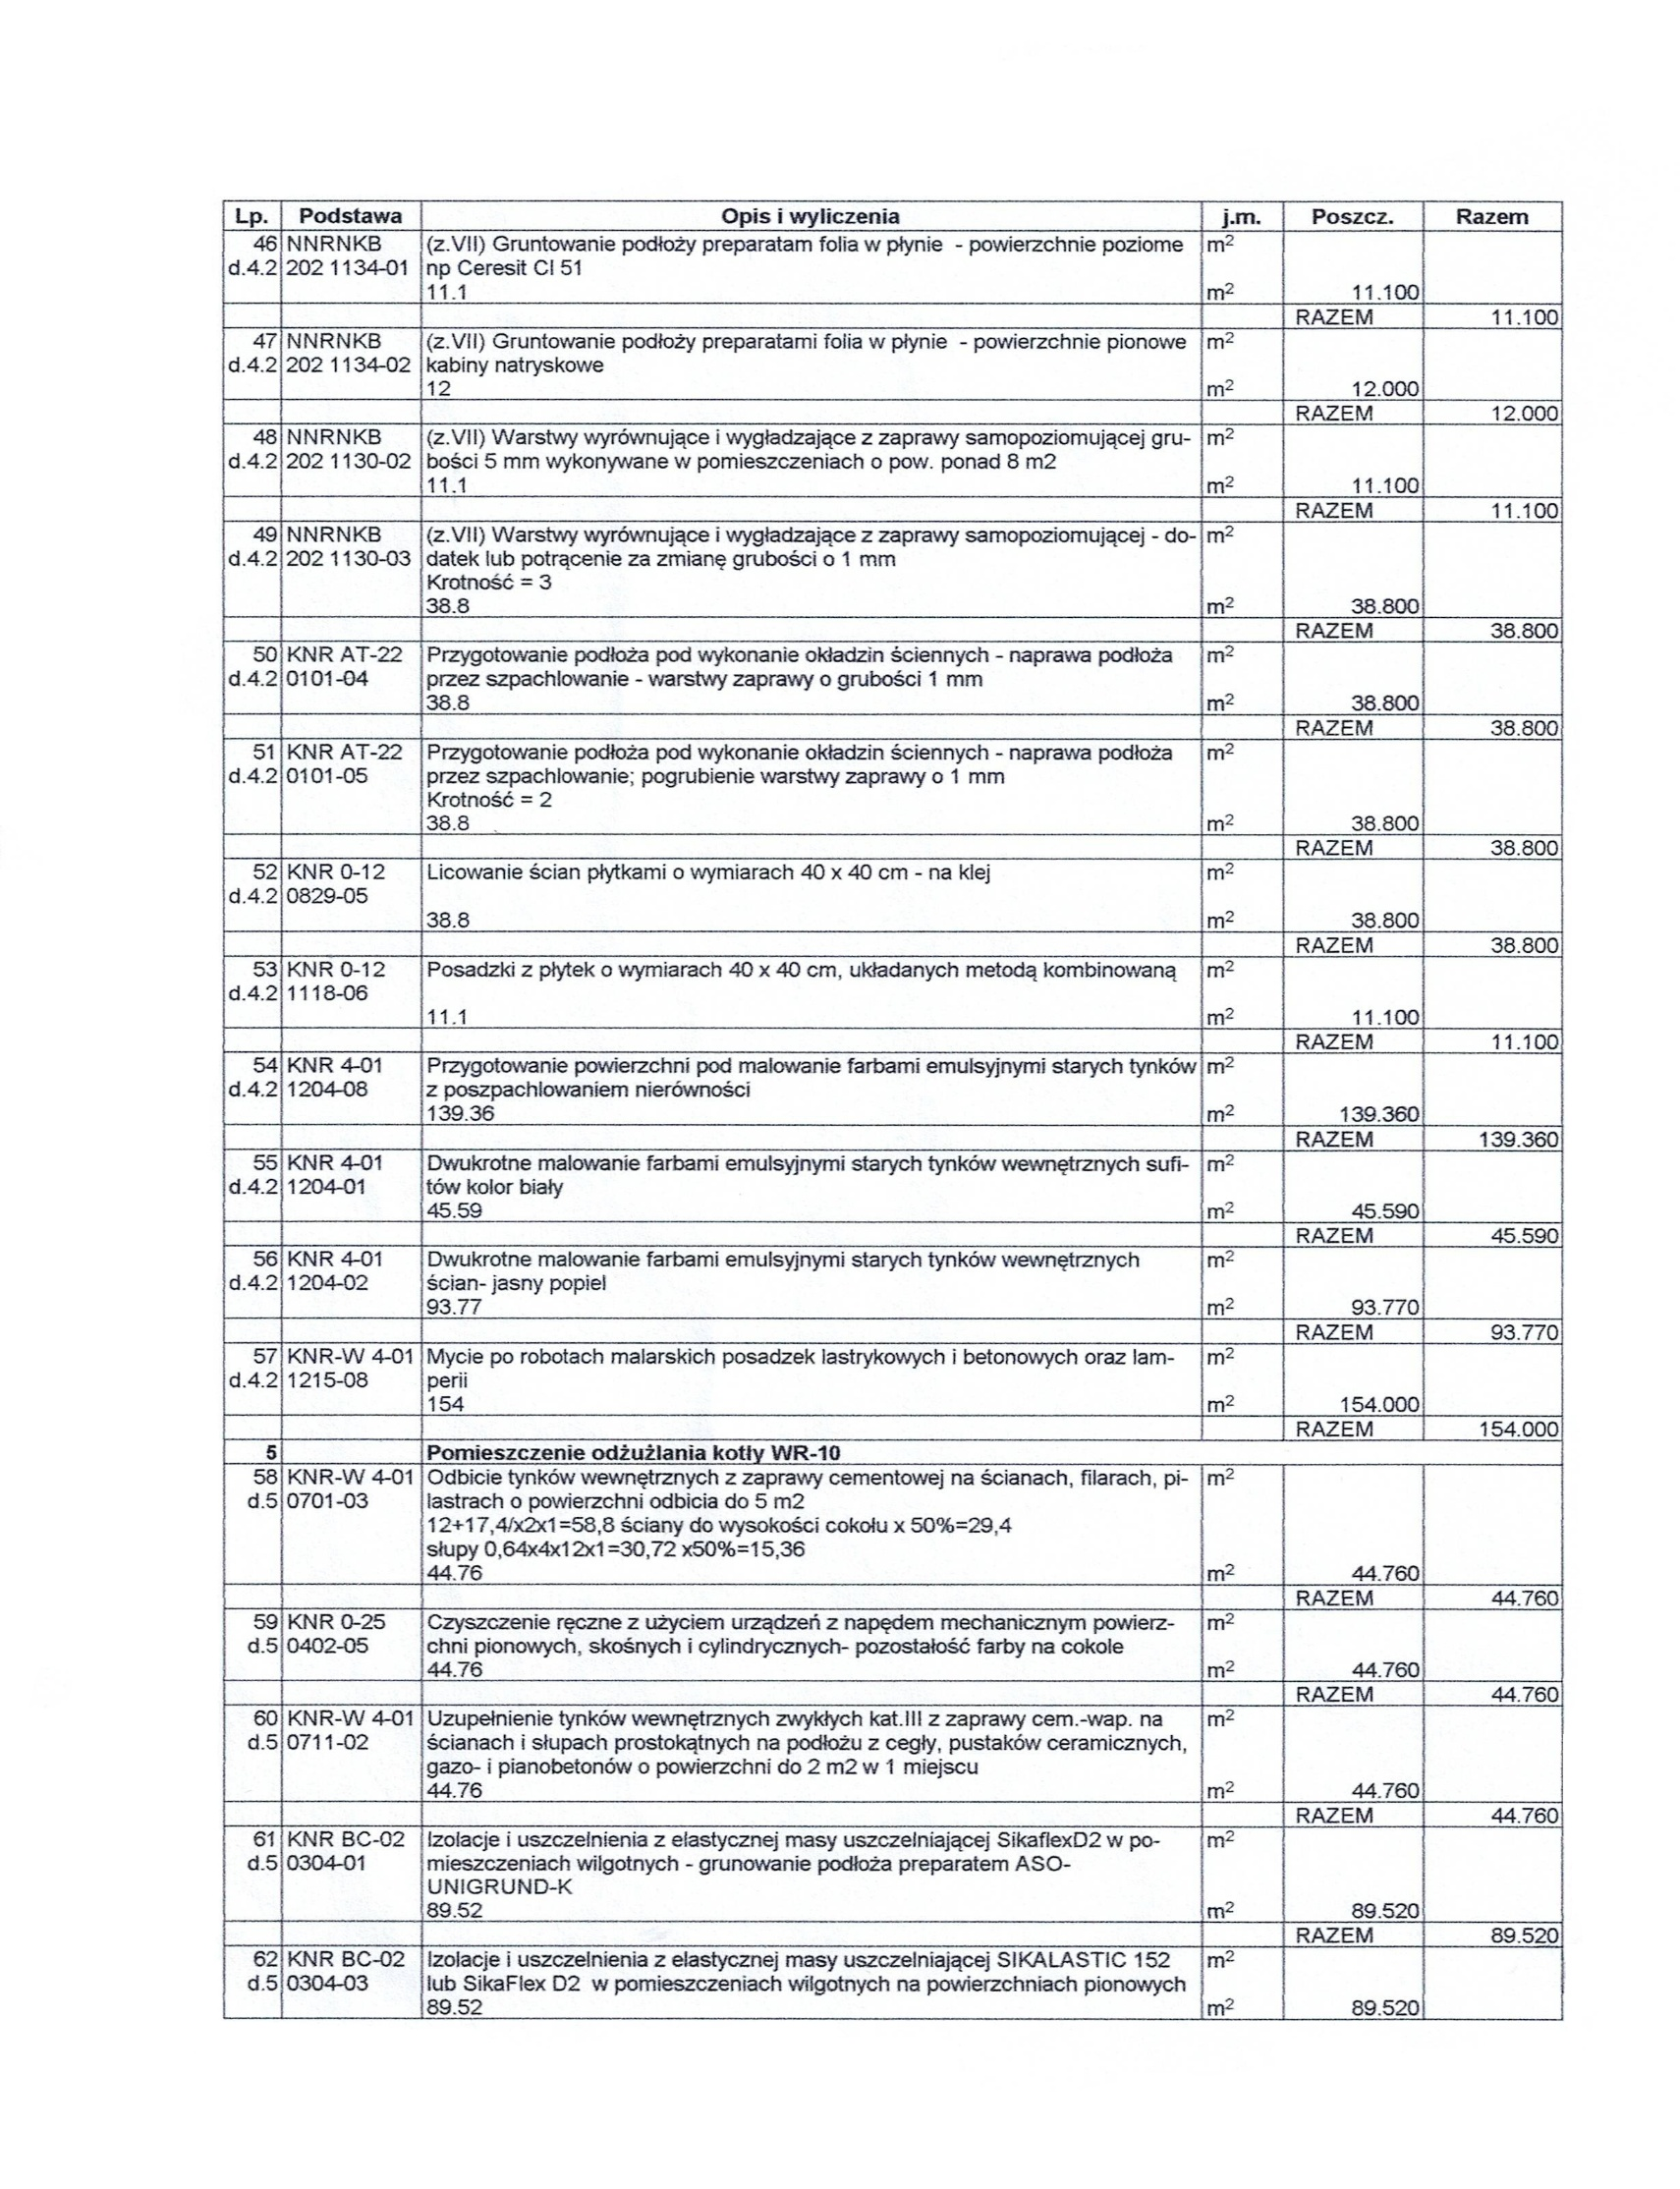 Lp. Podstawa Opis i wyliczenia j.m. Poszcz. Razem
46 NNRNKB (z.VII) Gruntowanie podłoży preparatam folia w płynie - powierzchnie poziome m2
d.4.2 202 1134-01 np Ceresit Cl 51
11.1 m2 11.100
RAZEM 11.100
47 NNRNKB (z.VII) Gruntowanie podłoży preparatami folia w płynie - powierzchnie pionowe m2
d.4.2 202 1134-02 kabiny natryskowe
12 m2 12.000
RAZEM 12.000
48 NNRNKB (z.VII) Warstwy wyrównujące i wygładzające z zaprawy samopoziomującej gru- m2
d.4.2 202 1130-02 bości 5 mm wykonywane w pomieszczeniach o pow. ponad 8 m2
11.1 m2 11.100
RAZEM 11.100
49 NNRNKB (z.VII) Warstwy wyrównujące i wygładzające z zaprawy samopoziomującej - do- m2
d.4.2 202 1130-03 datek lub potrącenie za zmianę grubości o 1 mm
Krotność = 3
38.8 m2 38.800
RAZEM 38.800
50 KNR AT-22 Przygotowanie podłoża pod wykonanie okładzin ściennych - naprawa podłoża m2
d.4.2 0101-04 przez szpachlowanie - warstwy zaprawy o grubości 1 mm
38.8 m2 38.800
RAZEM 38.800
51 KNR AT-22 Przygotowanie podłoża pod wykonanie okładzin ściennych - naprawa podłoża m2
d.4.2 0101-05 przez szpachlowanie; pogrubienie warstwy zaprawy o 1 mm
Krotność = 2
38.8 m2 38.800
RAZEM 38.800
52 KNR 0-12 Licowanie ścian płytkami o wymiarach 40 x 40 cm - na klej m2
d.4.2 0829-05
38.8 m2 38.800
RAZEM 38.800
53 KNR 0-12 Posadzki z płytek o wymiarach 40 x 40 cm, układanych metodą kombinowaną m2
d.4.2 1118-06
11.1 m2 11.100
RAZEM 11.100
54 KNR 4-01 Przygotowanie powierzchni pod malowanie farbami emulsyjnymi starych tynków m2
d.4.2 1204-08 z poszpachlowaniem nierówności
139.36 m2 139.360
RAZEM 139.360
55 KNR 4-01 Dwukrotne malowanie farbami emulsyjnymi starych tynków wewnętrznych sufi- m2
d.4.2 1204-01 tów kolor biały
45.59 m2 45.590
RAZEM 45.590
56 KNR 4-01 Dwukrotne malowanie farbami emulsyjnymi starych tynków wewnętrznych m2
d.4.2 1204-02 ścian- jasny popiel
93.77 m2 93.770
RAZEM 93.770
57 KNR-W 4-01 Mycie po robotach malarskich posadzek lastrykowych i betonowych oraz lam- m2
d.4.2 1215-08 perii
154 m2 154.000
RAZEM 154.000
5 Pomieszczenie odżużlania kotły WR-10
58 KNR-W 4-01 Odbicie tynków wewnętrznych z zaprawy cementowej na ścianach, filarach, pi- m2
d.5 0701-03 lastrach o powierzchni odbicia do 5 m2
12+17,4/x2x1=58,8 ściany do wysokości cokołu x 50%=29,4
słupy 0,64x4x12x1=30,72 x50%=15,36
44.76 m2 44.760
RAZEM 44.760
59 KNR 0-25 Czyszczenie ręczne z użyciem urządzeń z napędem mechanicznym powierz- m2
d.5 0402-05 chni pionowych, skośnych i cylindrycznych- pozostałość farby na cokole
44.76 m2 44.760
RAZEM 44.760
60 KNR-W 4-01 Uzupełnienie tynków wewnętrznych zwykłych kat.III z zaprawy cem.-wap. na m2
d.5 0711-02 ścianach i słupach prostokątnych na podłożu z cegły, pustaków ceramicznych,
gazo- i pianobetonów o powierzchni do 2 m2 w 1 miejscu
44.76 m2 44.760
RAZEM 44.760
61 KNR BC-02 Izolacje i uszczelnienia z elastycznej masy uszczelniającej SikaflexD2 w po- m2
d.5 0304-01 mieszczeniach wilgotnych - grunowanie podłoża preparatem ASO-
UNIGRUND-K
89.52 m2 89.520
RAZEM 89.520
62 KNR BC-02 Izolacje i uszczelnienia z elastycznej masy uszczelniającej SIKALASTIC 152 m2
d.5 0304-03 lub SikaFlex D2 w pomieszczeniach wilgotnych na powierzchniach pionowych
89.52 m2 89.520